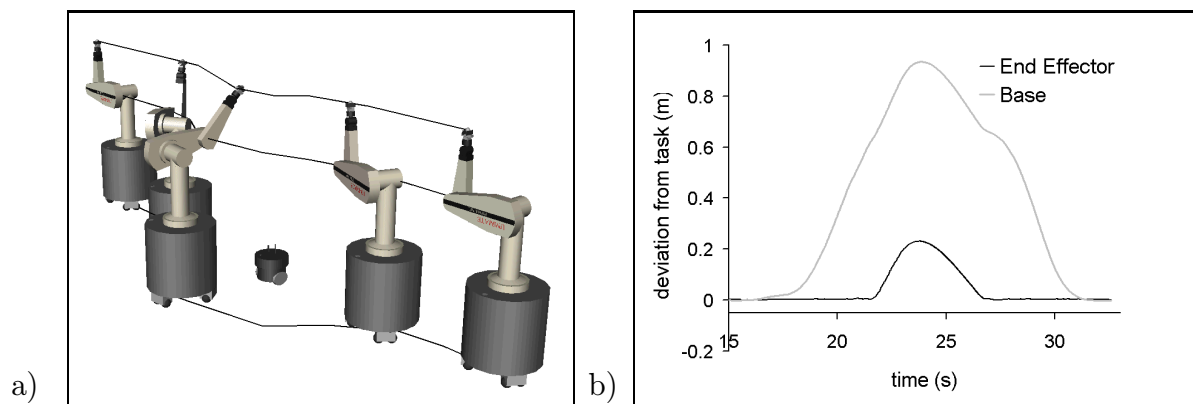 a)
b)
1
0.8
0.6
0.4
0.2
0
-0.2
deviation from task (m)
End Effector
Base
15 20 25 30
time (s)